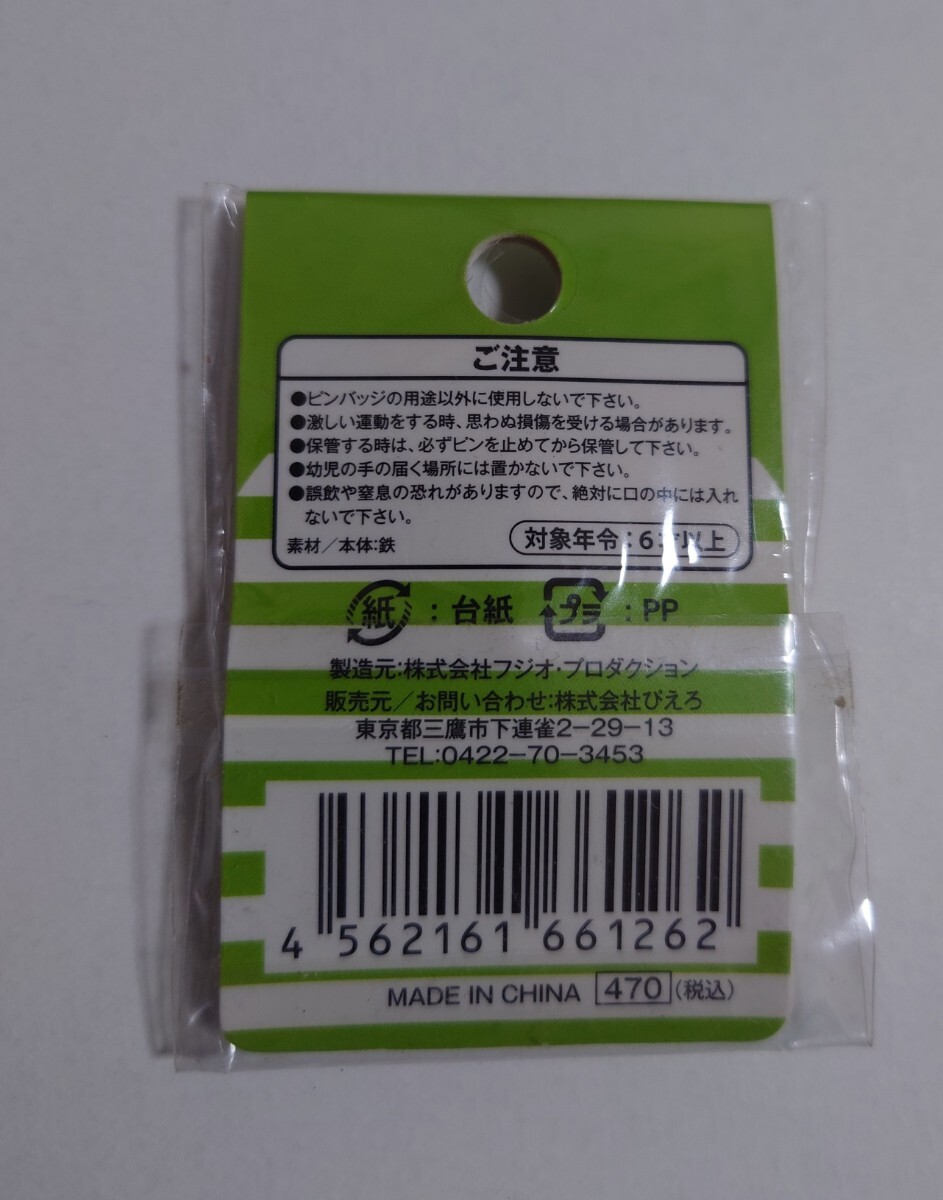 ご注意
●ピンバッジの用途以外に使用しないで下さい。
●激しい運動をする時、思わぬ損傷を受ける場合があります。
●保管する時は、必ずピンを止めてから保管して下さい。
●幼児の手の届く場所には置かないで下さい。
●誤飲や窒息の恐れがありますので、絶対に口の中には入れ
ないで下さい。
素材／本体:鉄
対象年令:6才以上
紙:台紙 プラ:PP
製造元:株式会社フジオ・プロダクション
販売元／お問い合わせ:株式会社ぴえろ
東京都三鷹市下連雀2-29-13
TEL:0422-70-3453
4 562161 661262
MADE IN CHINA 470 (税込)